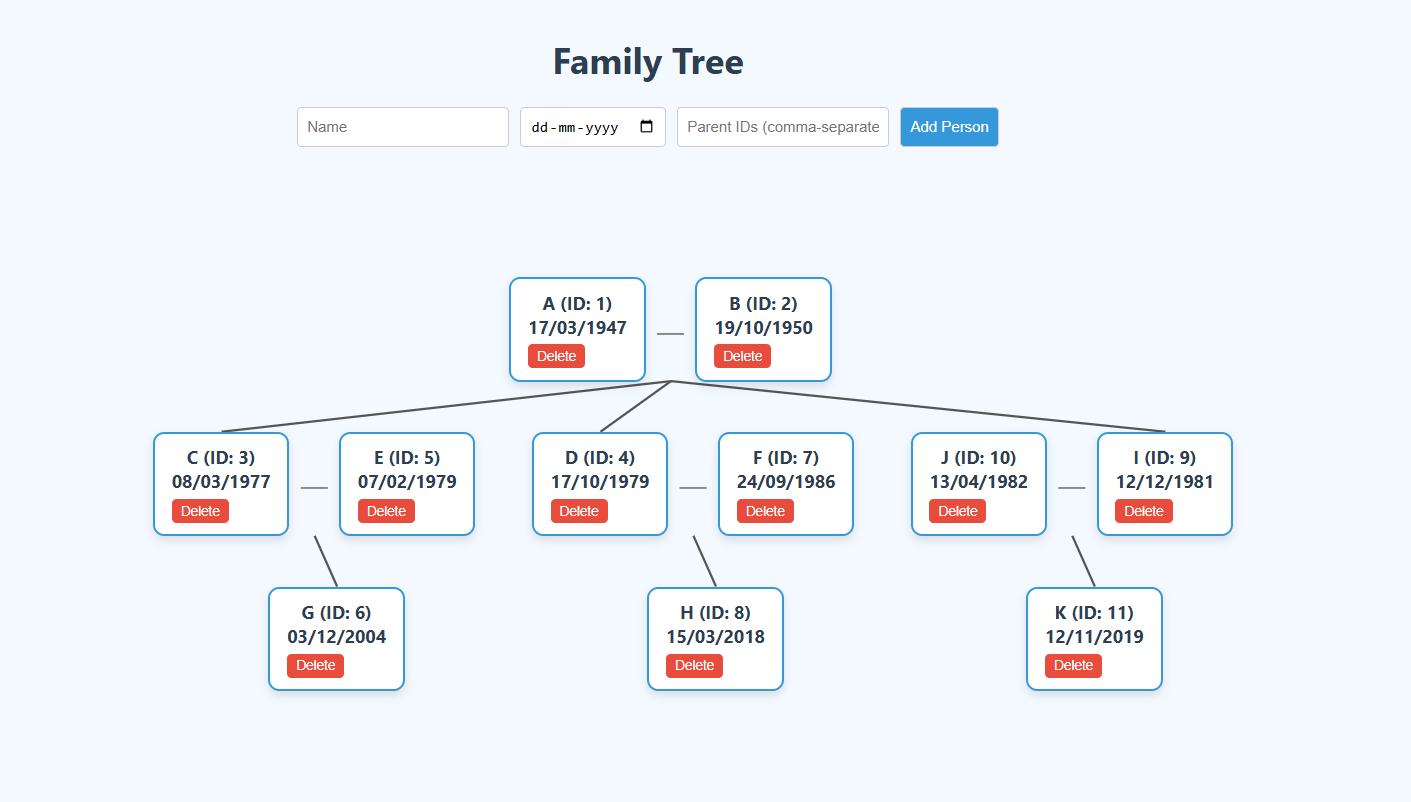 Family Tree
Name
dd-mm-yyyy
Parent IDs (comma-separate
Add Person
A (ID: 1)
17/03/1947
Delete
B (ID: 2)
19/10/1950
Delete
C (ID: 3)
08/03/1977
Delete
E (ID: 5)
07/02/1979
Delete
D (ID: 4)
17/10/1979
Delete
F (ID: 7)
24/09/1986
Delete
J (ID: 10)
13/04/1982
Delete
I (ID: 9)
12/12/1981
Delete
G (ID: 6)
03/12/2004
Delete
H (ID: 8)
15/03/2018
Delete
K (ID: 11)
12/11/2019
Delete